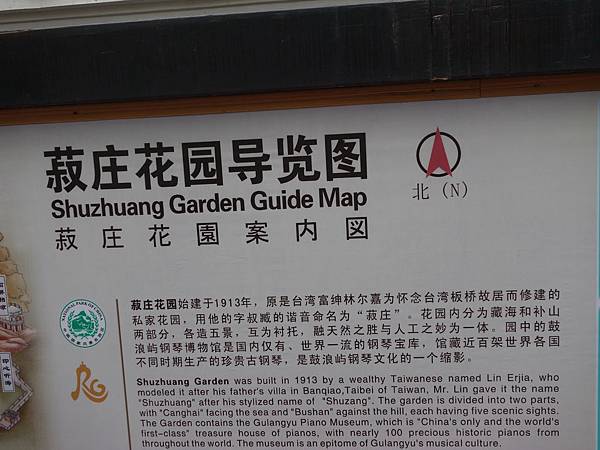 菽庄花园导览图
Shuzhuang Garden Guide Map
菽庄花園案内図
北 (N)
菽庄花园始建于1913年，原是台湾富绅林尔嘉为怀念台湾板桥故居而修建的
私家花园，用他的字叔臧的谐音命名为“菽庄”。花园内分为藏海和补山
两部分，各造五景，互为衬托，融天然之胜与人工之妙为一体。园中的鼓
浪屿钢琴博物馆是国内仅有、世界一流的钢琴宝库，馆藏近百架世界各国
不同时期生产的珍贵古钢琴，是鼓浪屿钢琴文化的一个缩影。
Shuzhuang Garden was built in 1913 by a wealthy Taiwanese named Lin Erjia, who
modeled it after his father's villa in Banqiao,Taibei of Taiwan, Mr. Lin gave it the name
"Shuzhuang" after his stylized name of "Shuzang". The garden is divided into two parts,
with "Canghai" facing the sea and "Bushan" against the hill, each having five scenic sights.
The Garden contains the Gulangyu Piano Museum, which is "China's only and the world's
first-class" treasure house of pianos, with nearly 100 precious historic pianos from
throughout the world. The museum is an epitome of Gulangyu's musical culture.